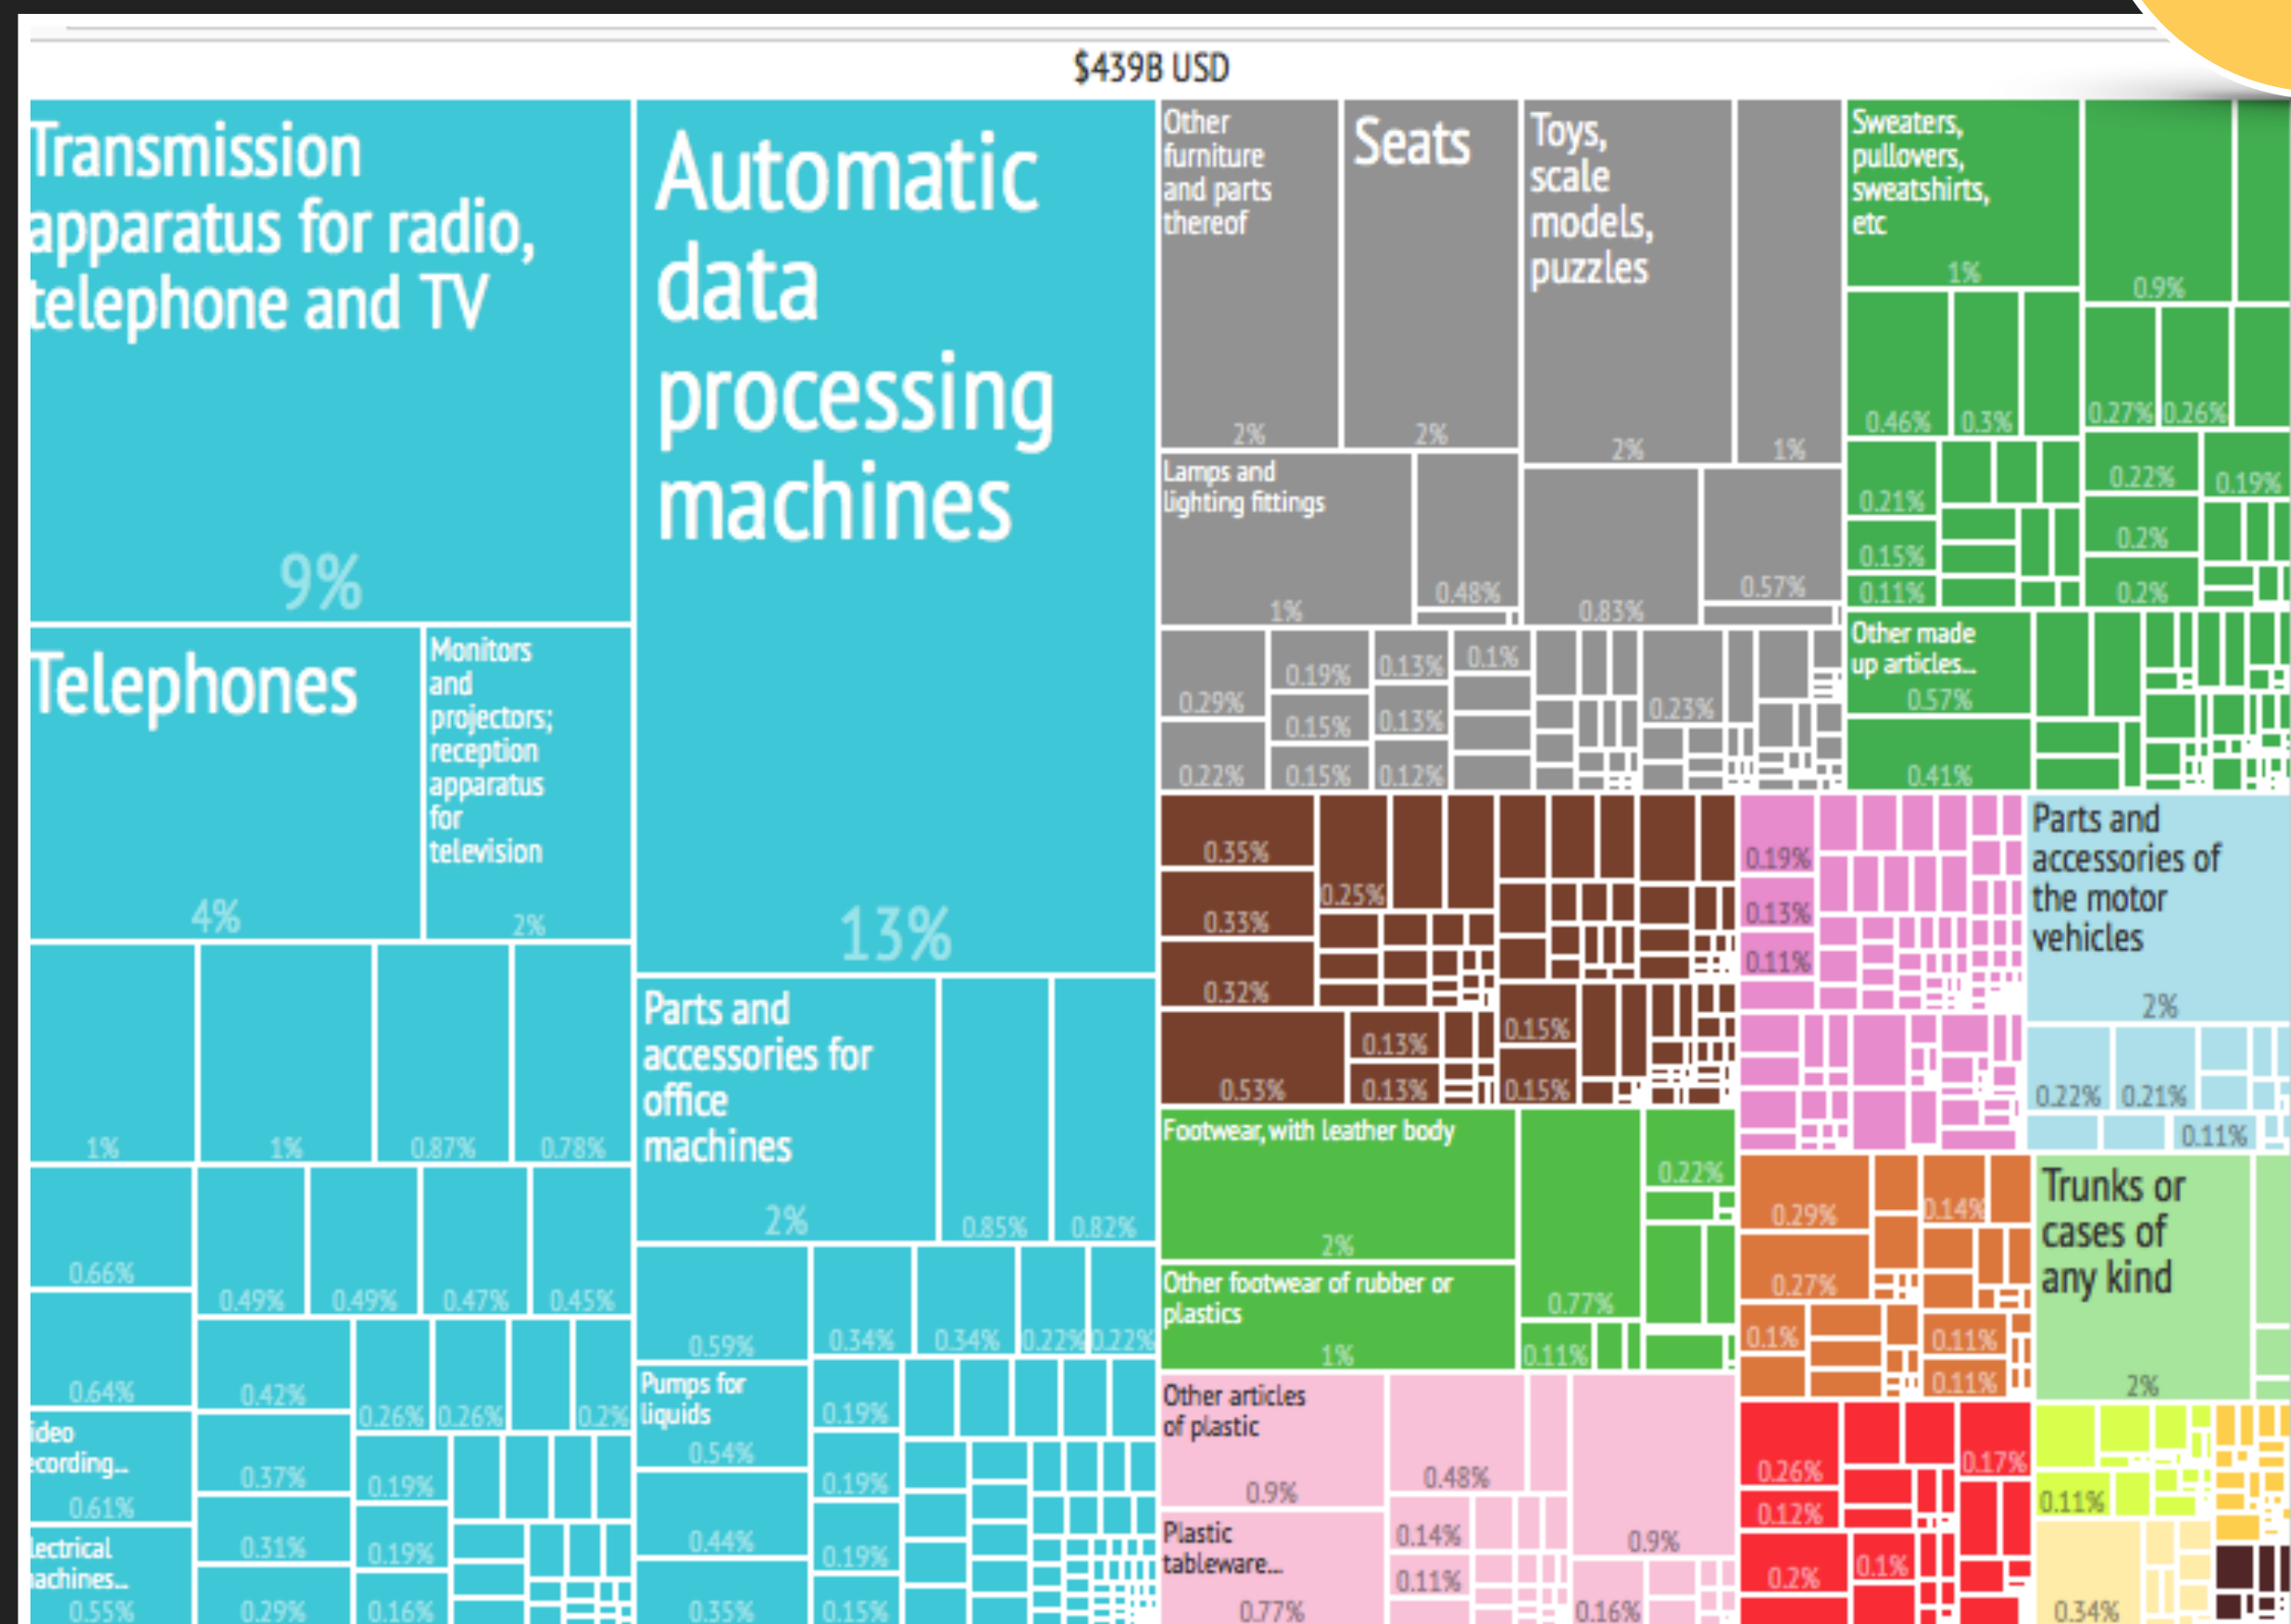 $439B USD
Transmission
apparatus for radio,
telephone and TV
9%
Telephones
4%
Monitors
and
projectors;
reception
apparatus
for
television
2%
1%
1%
0.87%
0.78%
0.66%
0.49%
0.49%
0.47%
0.45%
0.64%
0.42%
0.26%
0.26%
0.2%
ideo
ecording...
0.61%
0.37%
0.19%
lectrical
achines...
0.55%
0.31%
0.19%
0.29%
0.16%
Automatic
data
processing
machines
13%
Parts and
accessories for
office
machines
2%
0.85%
0.82%
0.59%
0.34%
0.34%
0.22%
0.22%
Pumps for
liquids
0.54%
0.19%
0.19%
0.44%
0.19%
0.35%
0.15%
Other
furniture
and parts
thereof
2%
Seats
2%
Toys,
scale
models,
puzzles
2%
1%
Lamps and
lighting fittings
1%
0.48%
0.83%
0.57%
0.29%
0.19%
0.13%
0.1%
0.15%
0.13%
0.23%
0.22%
0.15%
0.12%
Sweaters,
pullovers,
sweatshirts,
etc
1%
0.9%
0.46%
0.3%
0.27%
0.26%
0.21%
0.22%
0.19%
0.15%
0.2%
0.11%
0.2%
Other made
up articles...
0.57%
0.41%
0.35%
0.25%
0.33%
0.32%
0.53%
0.13%
0.13%
0.15%
0.15%
0.19%
0.13%
0.11%
Parts and
accessories of
the motor
vehicles
2%
0.22%
0.21%
0.11%
Footwear, with leather body
2%
0.77%
0.22%
Other footwear of rubber or
plastics
1%
0.11%
0.29%
0.14%
0.27%
0.1%
0.11%
0.11%
Trunks or
cases of
any kind
2%
Other articles
of plastic
0.9%
0.48%
0.9%
Plastic
tableware...
0.77%
0.14%
0.11%
0.16%
0.26%
0.17%
0.12%
0.2%
0.1%
0.11%
0.34%